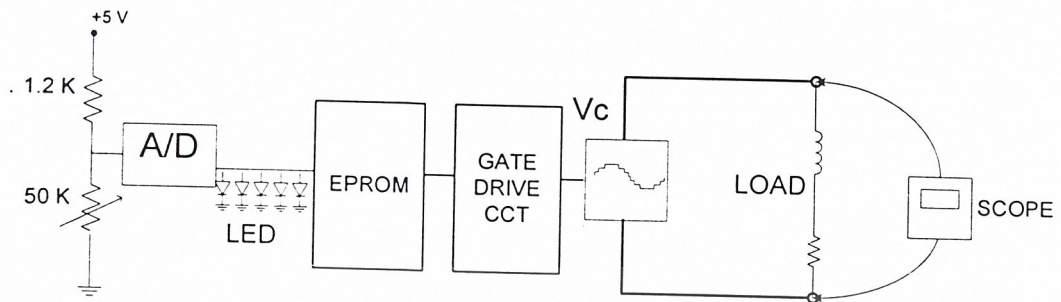 +5 V
. 1.2 K
A/D
50 K
LED
EPROM
GATE
DRIVE
CCT
Vc
LOAD
SCOPE